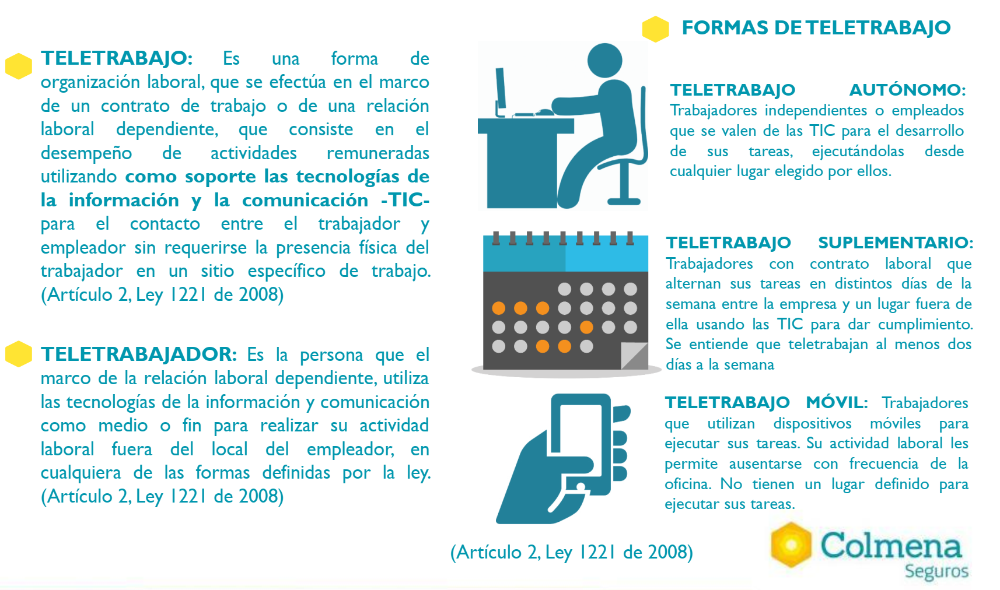 TELETRABAJO: Es una forma de
organización laboral, que se efectúa en el marco
de un contrato de trabajo o de una relación
laboral dependiente, que consiste en el
desempeño de actividades remuneradas
utilizando como soporte las tecnologías de
la información y la comunicación -TIC-
para el contacto entre el trabajador y
empleador sin requerirse la presencia física del
trabajador en un sitio específico de trabajo.
(Artículo 2, Ley 1221 de 2008)
TELETRABAJADOR: Es la persona que el
marco de la relación laboral dependiente, utiliza
las tecnologías de la información y comunicación
como medio o fin para realizar su actividad
laboral fuera del local del empleador, en
cualquiera de las formas definidas por la ley.
(Artículo 2, Ley 1221 de 2008)
FORMAS DE TELETRABAJO
TELETRABAJO AUTÓNOMO:
Trabajadores independientes o empleados
que se valen de las TIC para el desarrollo
de sus tareas, ejecutándolas desde
cualquier lugar elegido por ellos.
TELETRABAJO SUPLEMENTARIO:
Trabajadores con contrato laboral que
alternan sus tareas en distintos días de la
semana entre la empresa y un lugar fuera de
ella usando las TIC para dar cumplimiento.
Se entiende que teletrabajan al menos dos
días a la semana
TELETRABAJO MÓVIL: Trabajadores
que utilizan dispositivos móviles para
ejecutar sus tareas. Su actividad laboral les
permite ausentarse con frecuencia de la
oficina. No tienen un lugar definido para
ejecutar sus tareas.
(Artículo 2, Ley 1221 de 2008)
Colmena
Seguros